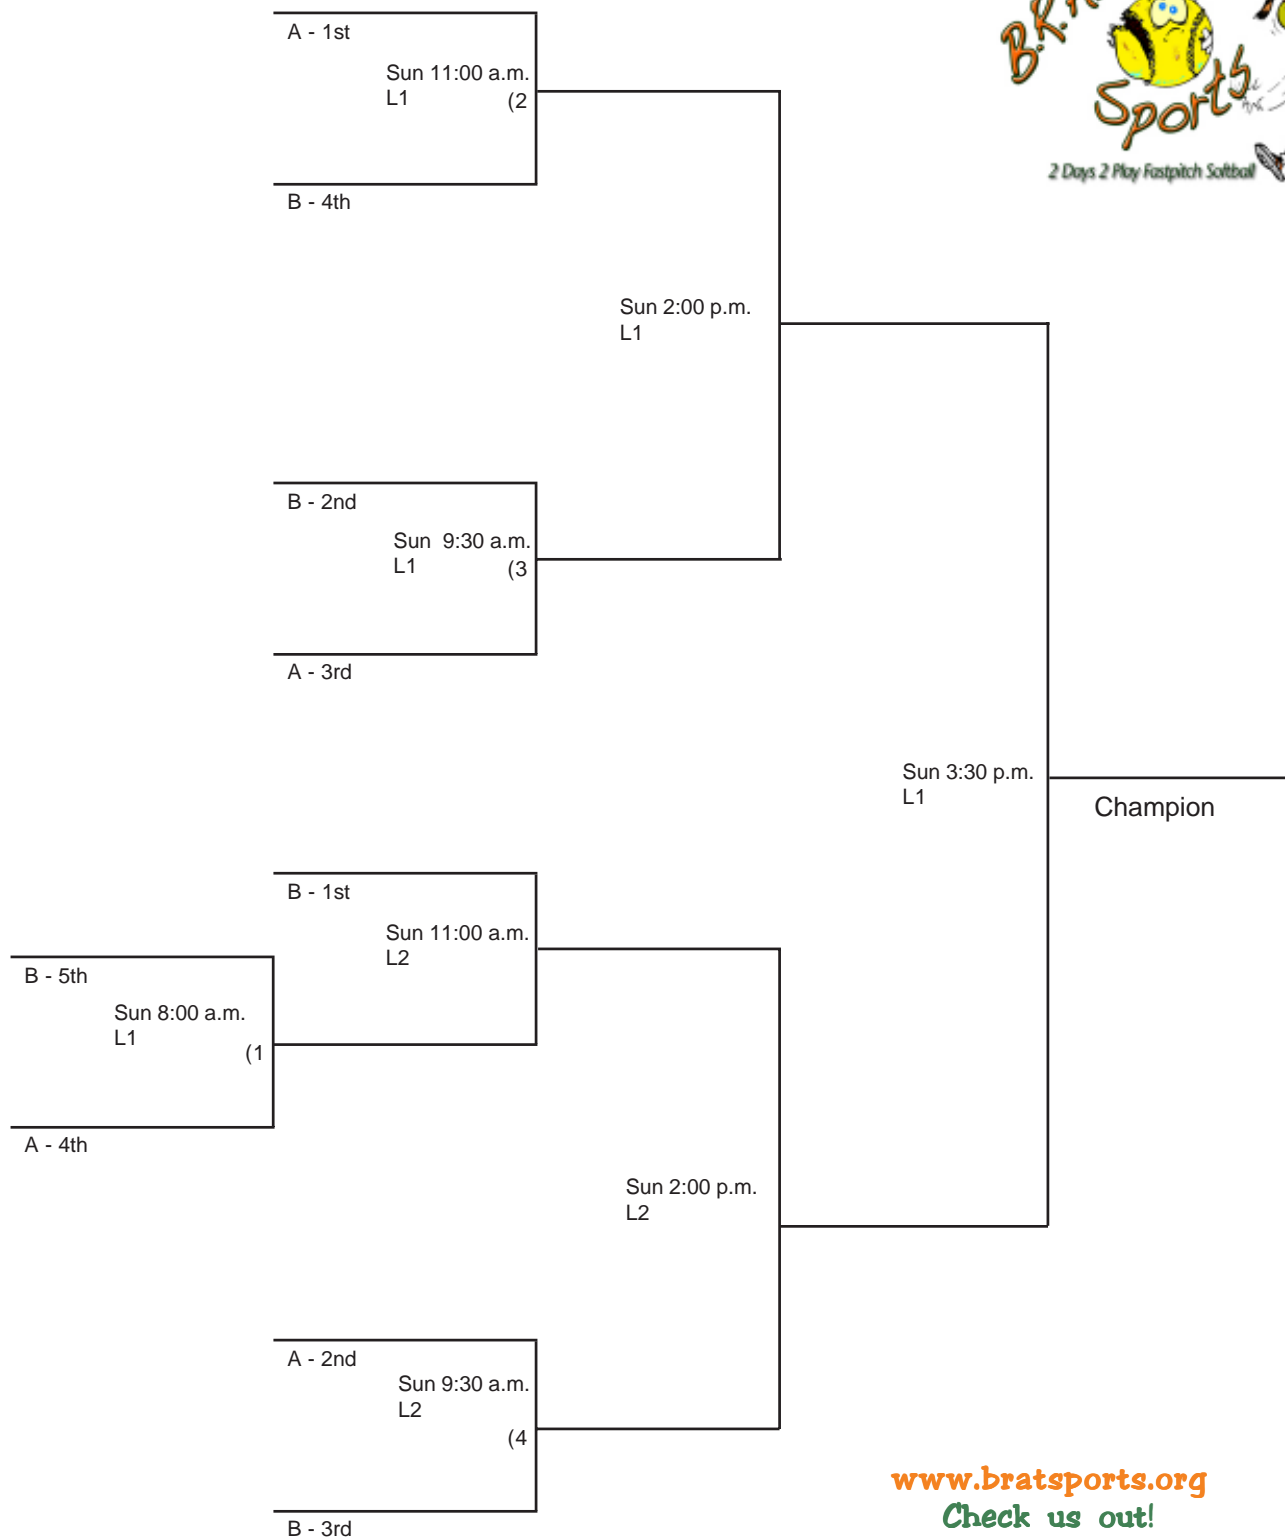 A - 1st
Sun 11:00 a.m.
L1 (2
B - 4th
Sports
2 Days 2 Play Fastpitch Softball
Sun 2:00 p.m.
L1
B - 2nd
Sun 9:30 a.m.
L1 (3
A - 3rd
Sun 3:30 p.m.
L1
Champion
B - 1st
Sun 11:00 a.m.
L2
B - 5th
Sun 8:00 a.m.
L1
(1
A - 4th
Sun 2:00 p.m.
L2
A - 2nd
Sun 9:30 a.m.
L2
(4
B - 3rd
www.bratsports.org
Check us out!